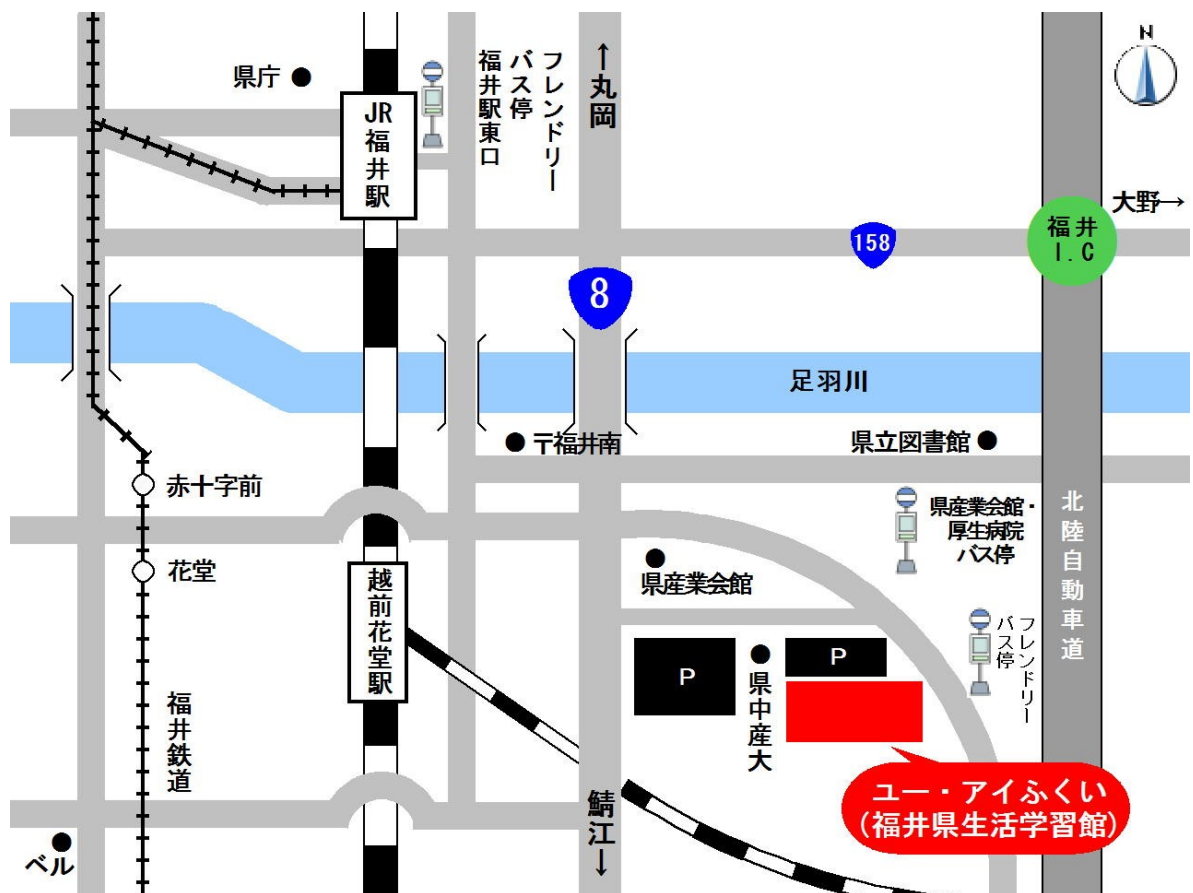 N
県庁
JR福井駅
フレンドリー
バス停
福井駅東口
↑丸岡
大野→
福井
I.C
158
8
足羽川
〒福井南
県立図書館
赤十字前
花堂
県産業会館・
厚生病院
バス停
北陸自動車道
県産業会館
越前花堂駅
フレンドリー
バス停
P
P
県中産大
福井鉄道
ユー・アイふくい
(福井県生活学習館)
鯖江↓
ベル